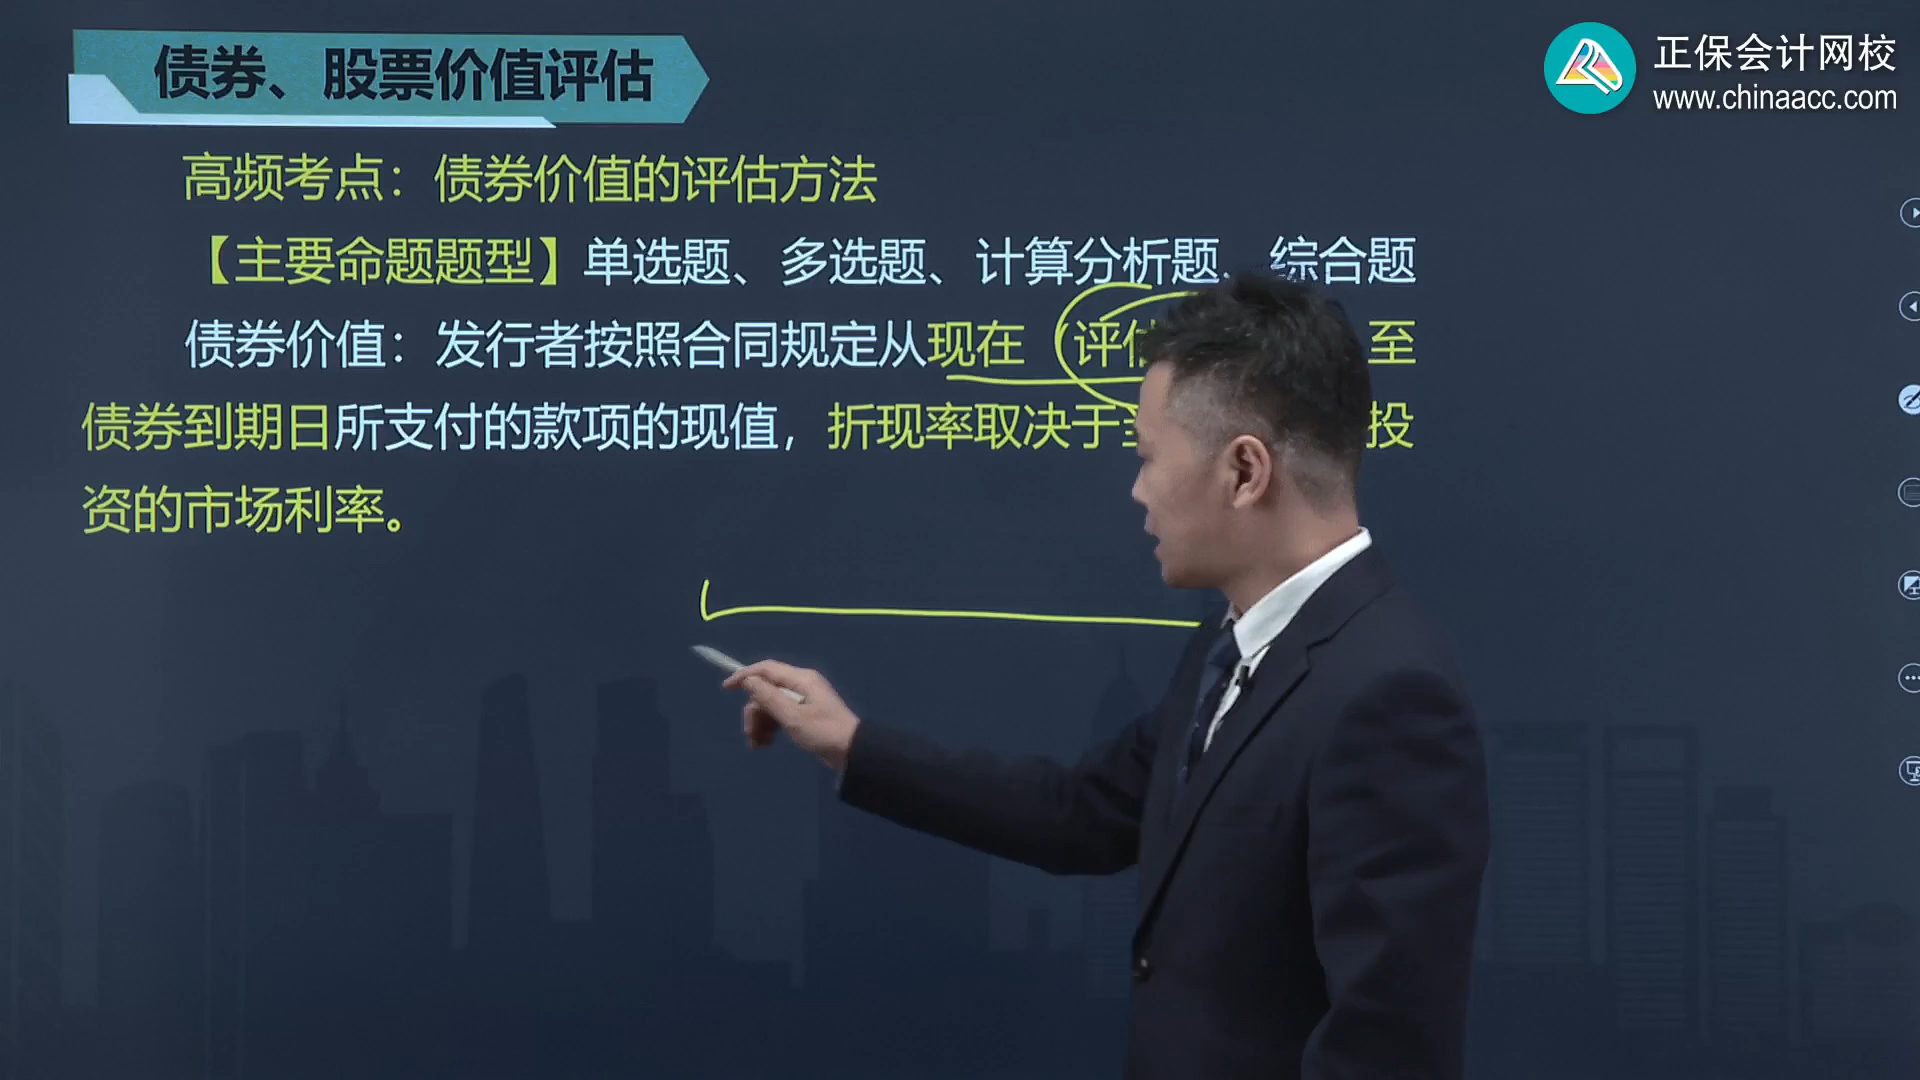 债券、股票价值评估
正保会计网校
www.chinaacc.com
高频考点：债券价值的评估方法
【主要命题题型】单选题、多选题、计算分析题、综合题
债券价值：发行者按照合同规定从现在（评 至
债券到期日所支付的款项的现值，折现率取决于 投
资的市场利率。